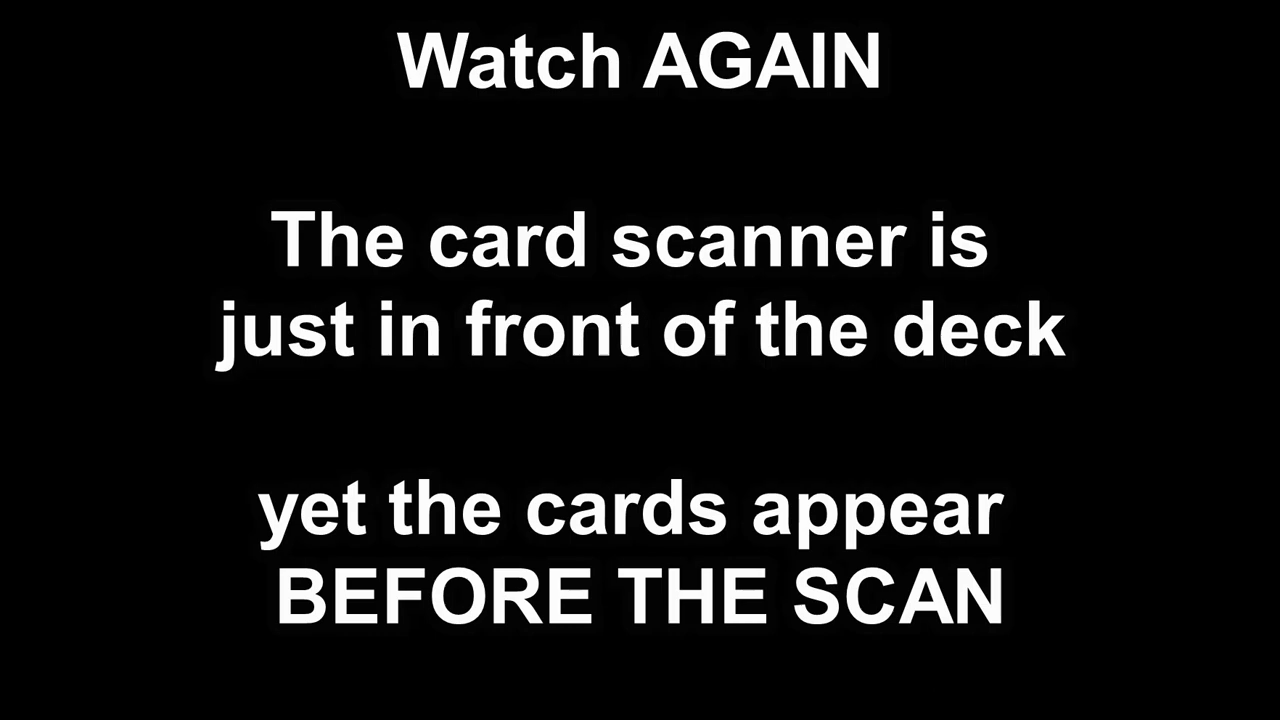 Watch AGAIN
The card scanner is
just in front of the deck
yet the cards appear
BEFORE THE SCAN